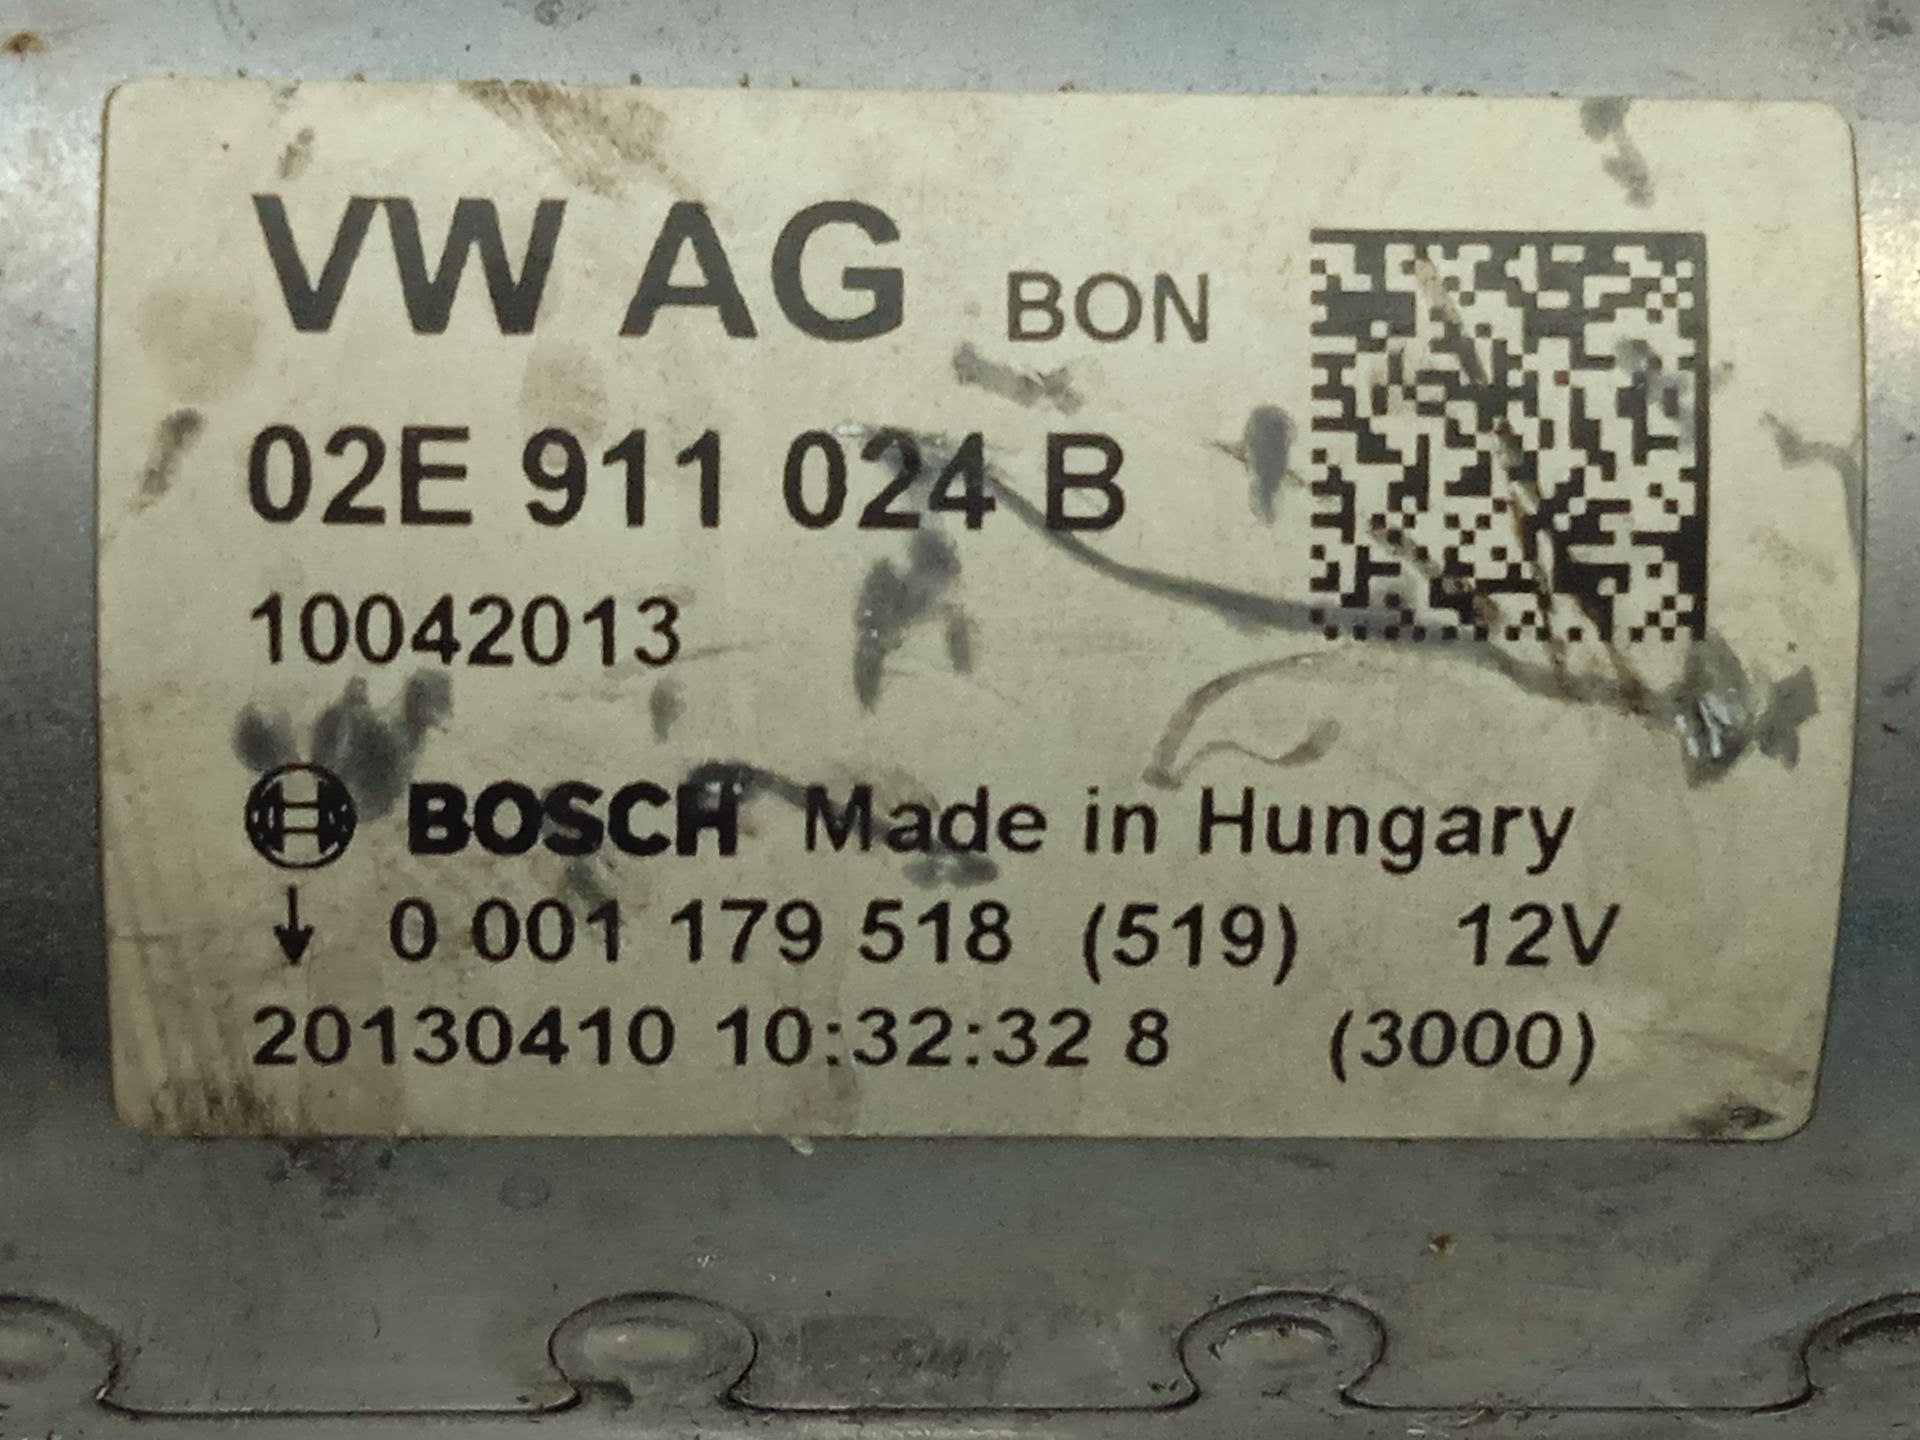 VW AG BON
02E 911 024 B
10042013
BOSCH Made in Hungary
↓ 0 001 179 518 (519) 12V
20130410 10:32:32 8 (3000)